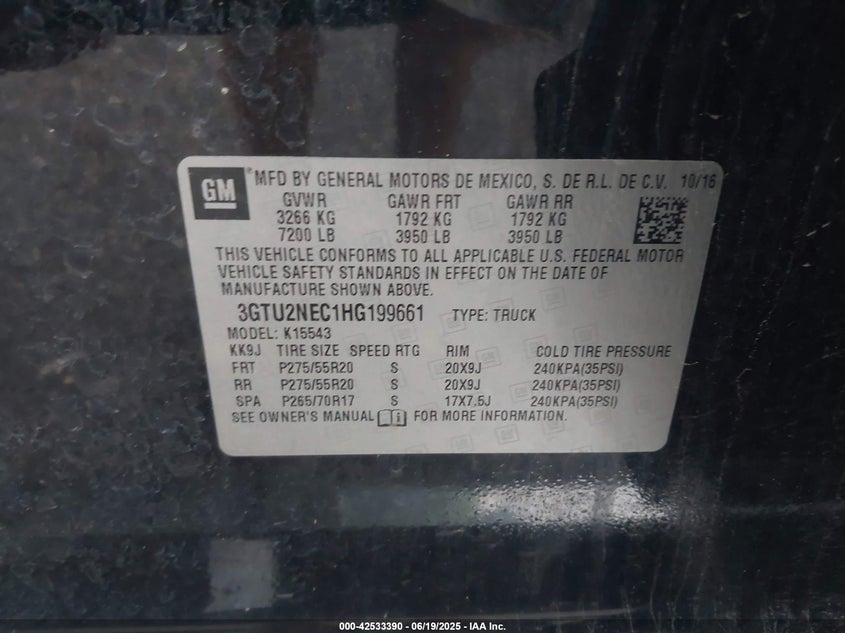 GM ® MFD BY GENERAL MOTORS DE MEXICO, S. DE R.L. DE C.V. 10/16
GVWR GAWR FRT GAWR RR
3266 KG 1792 KG 1792 KG
7200 LB 3950 LB 3950 LB
THIS VEHICLE CONFORMS TO ALL APPLICABLE U.S. FEDERAL MOTOR
VEHICLE SAFETY STANDARDS IN EFFECT ON THE DATE OF
MANUFACTURE SHOWN ABOVE.
3GTU2NEC1HG199661 TYPE: TRUCK
MODEL: K15543
KK9J TIRE SIZE SPEED RTG RIM COLD TIRE PRESSURE
FRT P275/55R20 S 20X9J 240KPA(35PSI)
RR P275/55R20 S 20X9J 240KPA(35PSI)
SPA P265/70R17 S 17X7.5J 240KPA(35PSI)
SEE OWNER'S MANUAL FOR MORE INFORMATION.
000-42533390 - 06/19/2025 - IAA Inc.